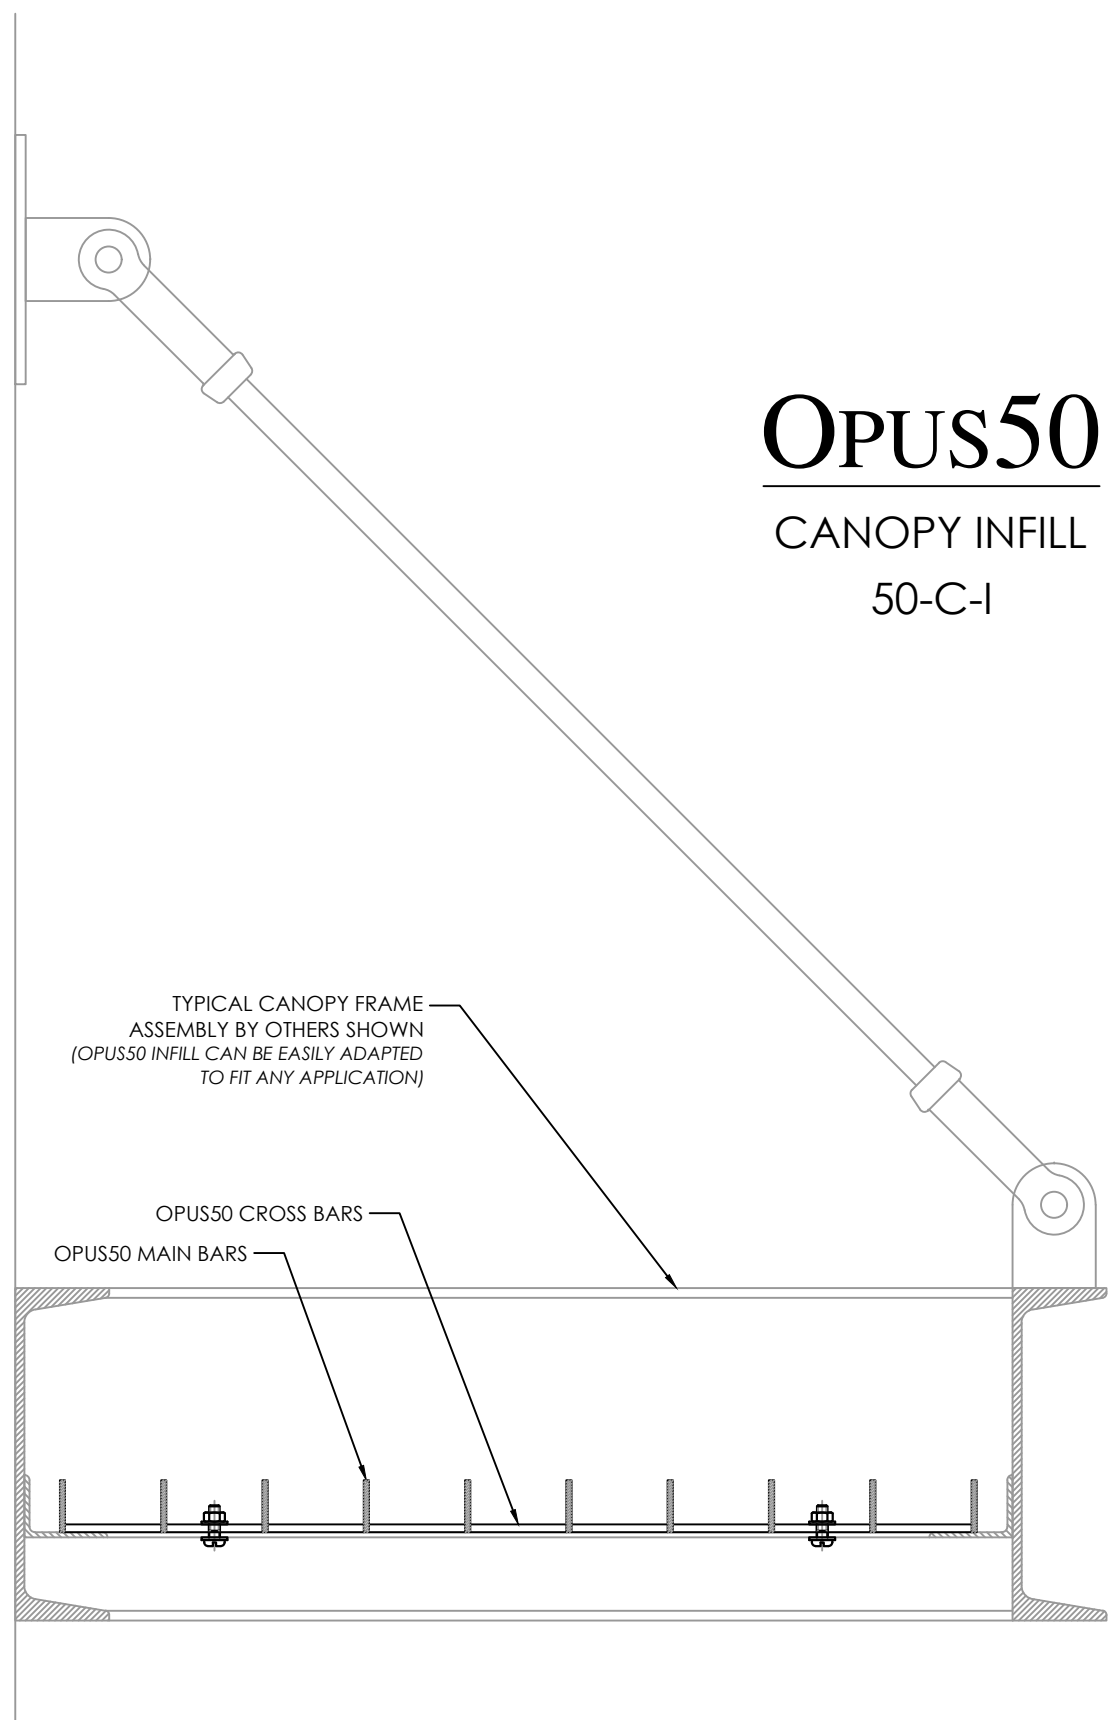 OPUS50
CANOPY INFILL
50-C-I
TYPICAL CANOPY FRAME
ASSEMBLY BY OTHERS SHOWN
(OPUS50 INFILL CAN BE EASILY ADAPTED
TO FIT ANY APPLICATION)
OPUS50 CROSS BARS
OPUS50 MAIN BARS